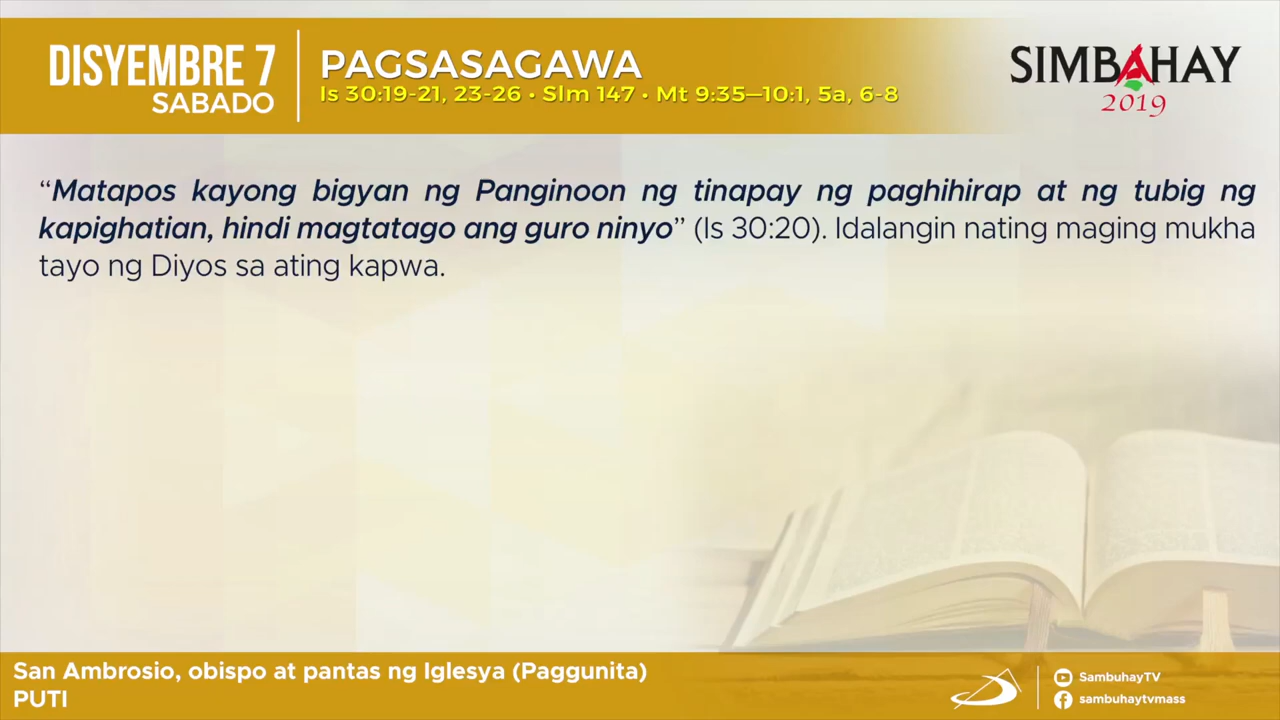 DISYEMBRE 7
SABADO
PAGSASAGAWA
Is 30:19-21, 23-26 • Slm 147 • Mt 9:35—10:1, 5a, 6-8
SIMBAHAY
2019
“Matapos kayong bigyan ng Panginoon ng tinapay ng paghihirap at ng tubig ng
kapighatian, hindi magtatago ang guro ninyo” (Is 30:20). Idalangin nating maging mukha
tayo ng Diyos sa ating kapwa.
San Ambrosio, obispo at pantas ng Iglesya (Paggunita)
PUTI
SambuhayTV
sambuhaytvmass